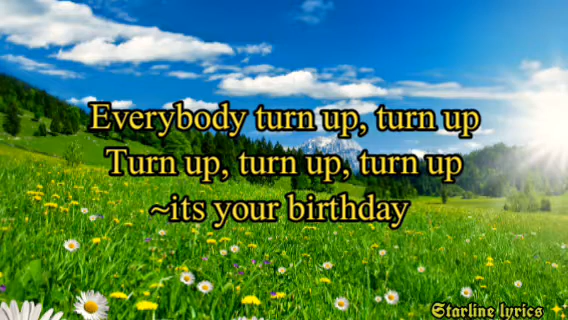 Everybody turn up, turn up
Turn up, turn up, turn up
~its your birthday
Starline lyrics